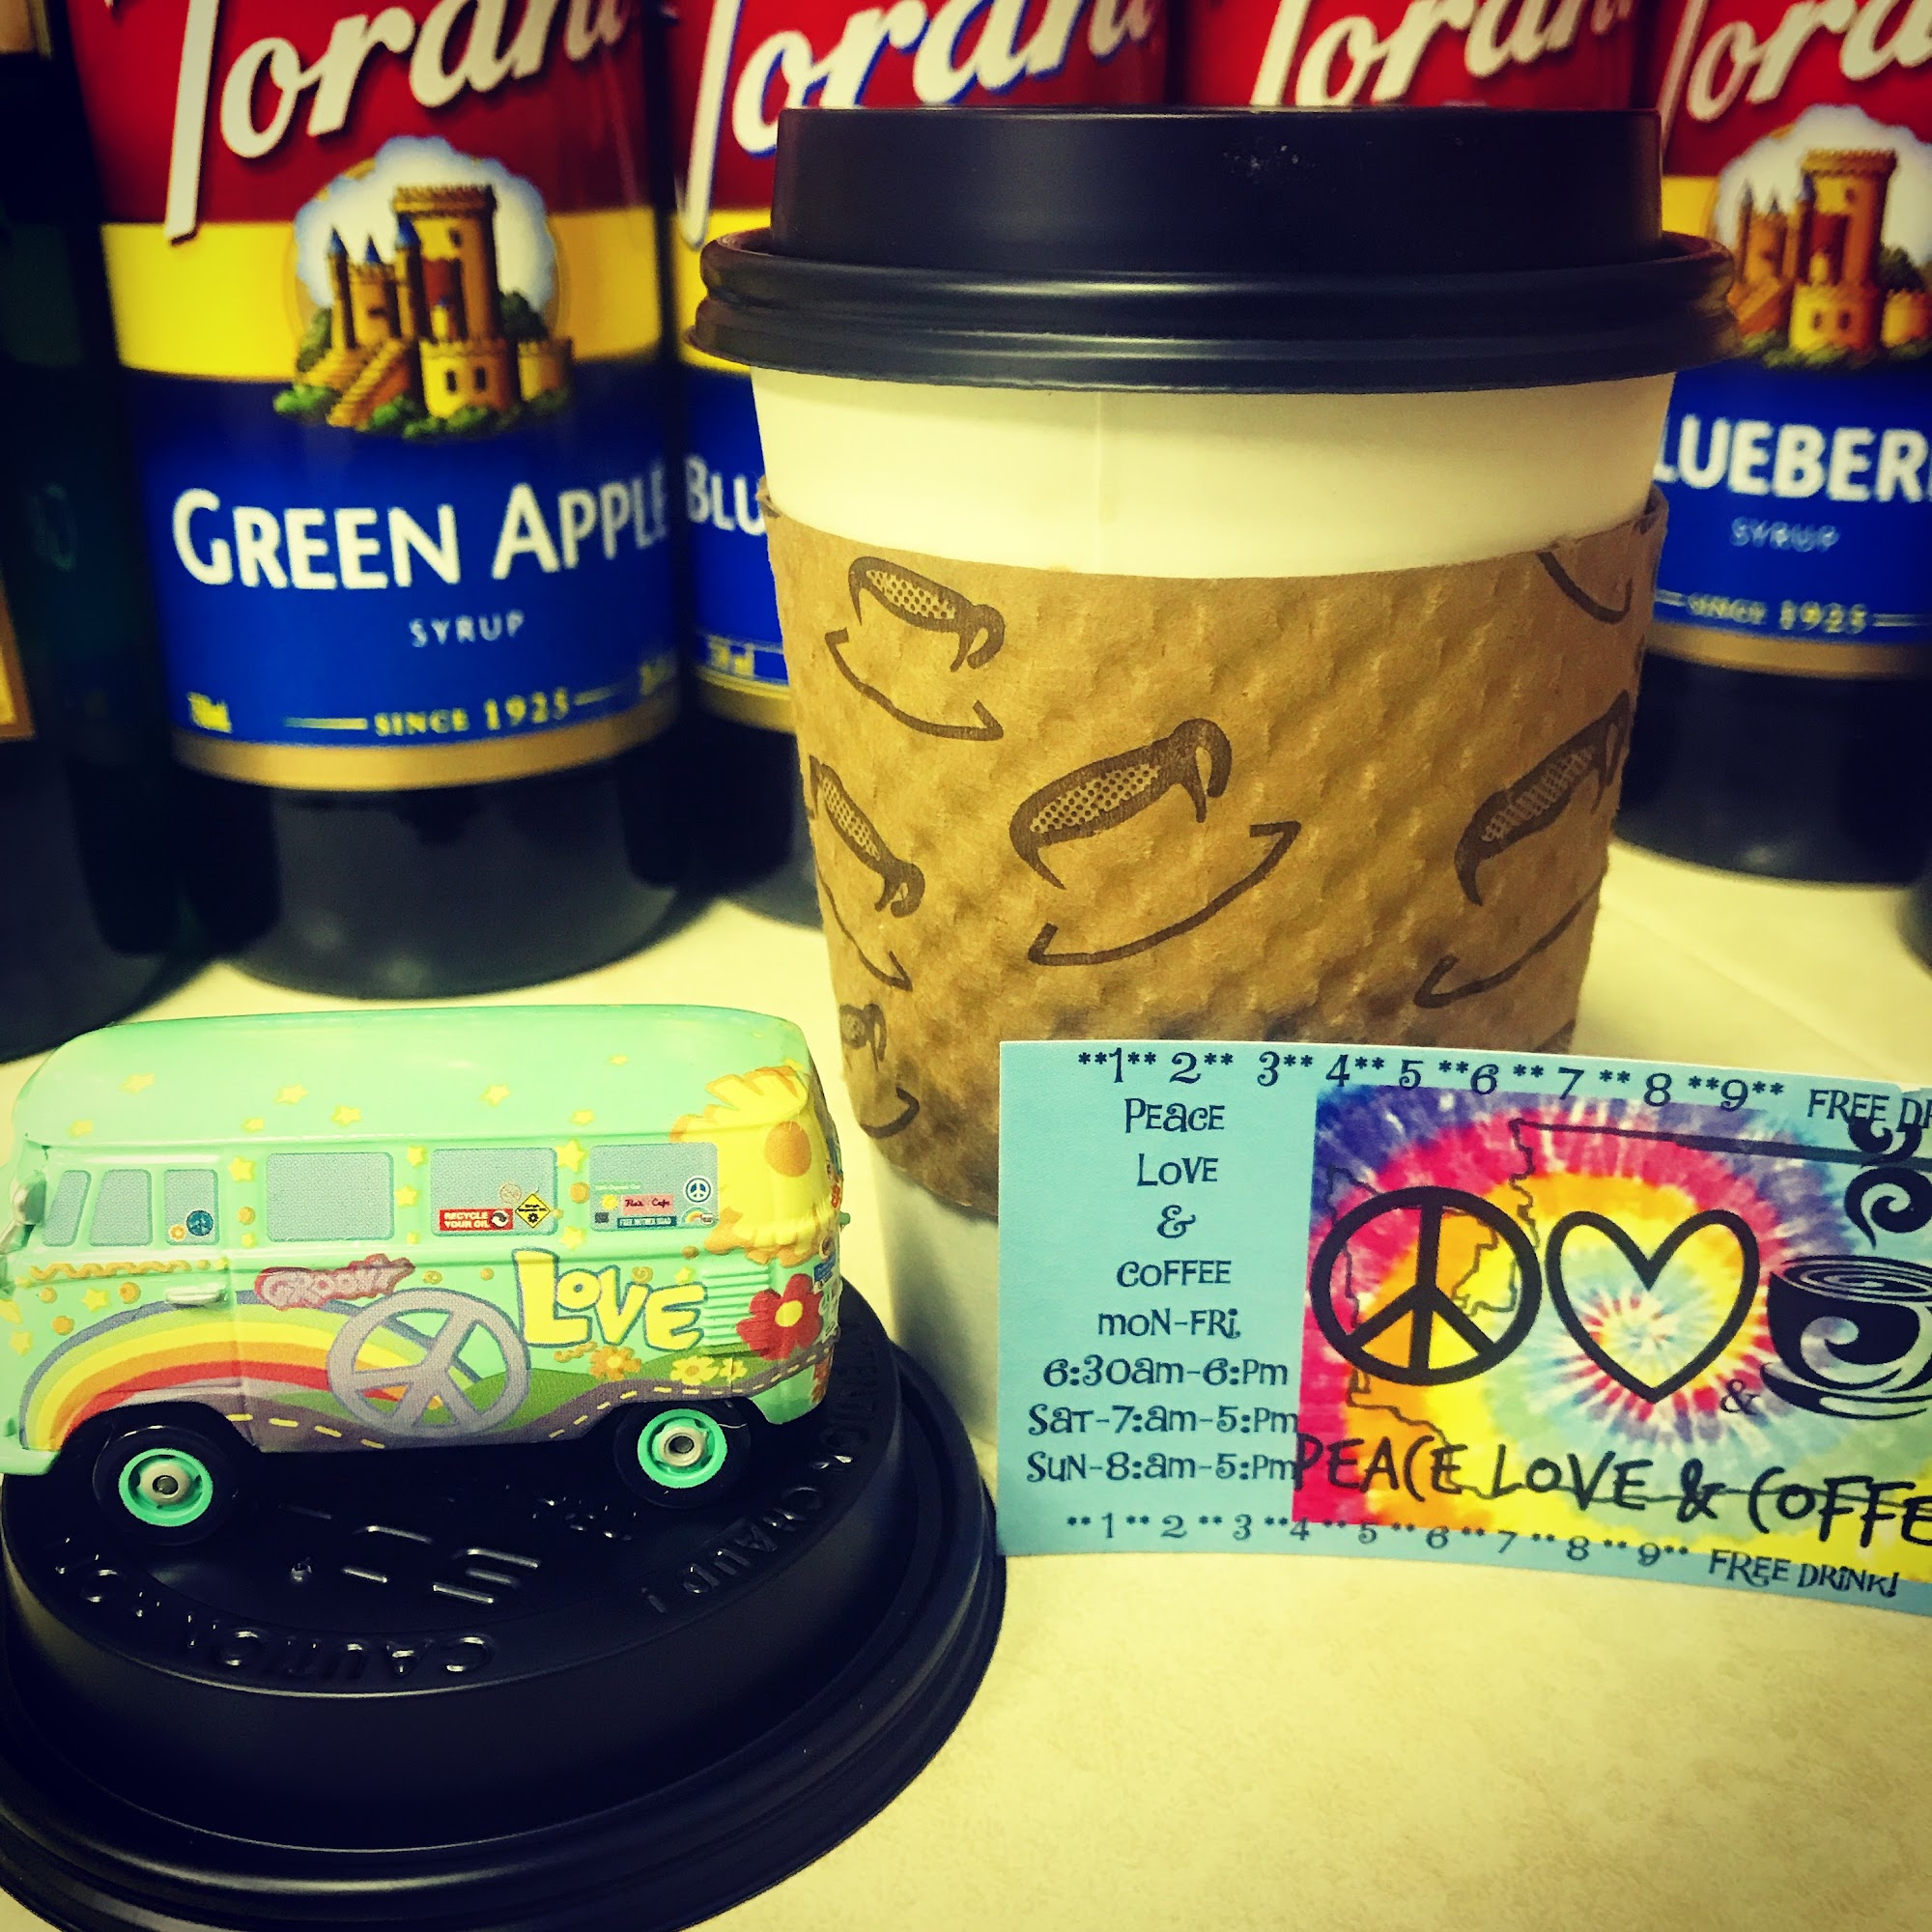 Torani
GREEN APPLE
SYRUP
750ml
SINCE 1925
Torani
BLU
Torani
Torani
LUEBER
SYRUP
SINCE 1925
RECYCLE
YOUR OIL
Flo's Cafe
GROOVY
LOVE
CAUTION
**1** 2** 3** 4** 5 **6 ** 7 ** 8 **9** FREE DR
PEace
LOVE
&
COFFEE
moN-FRi,
6:30am-6:Pm
SaT-7:am-5:Pm
SuN-8:am-5:Pm
&
PEACE LOVE & COFFE
**1** 2 ** 3 **4 ** 5 ** 6 ** 7 ** 8 ** 9** FREE DRiNK!